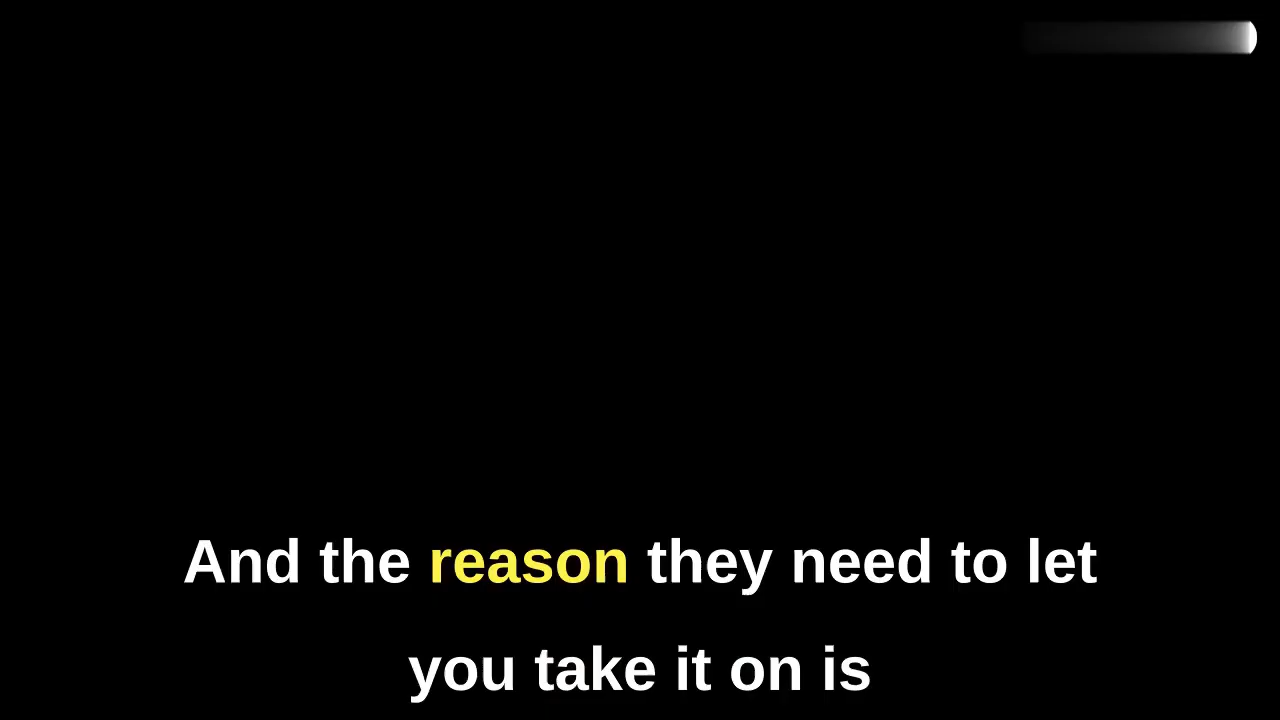 And the reason they need to let
you take it on is